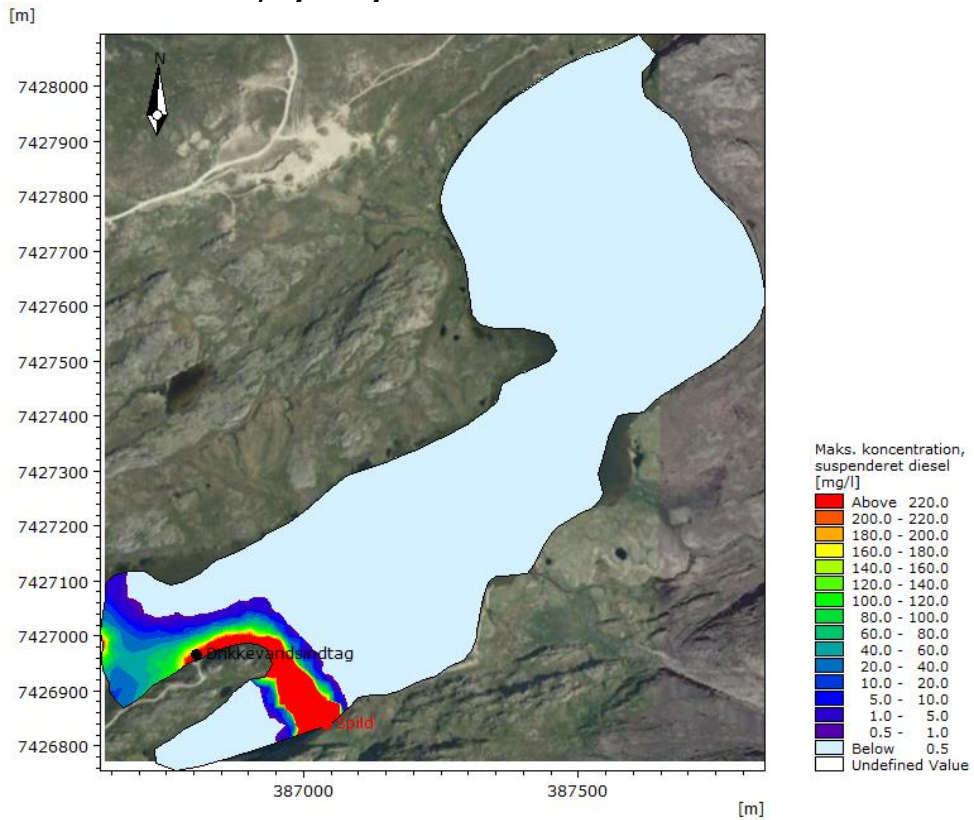 [m]
N
7428000
7427900
7427800
7427700
7427600
7427500
7427400
7427300
7427200
7427100
7427000
7426900
7426800
Drikkevandsindtag
Spild
387000
387500
[m]
Maks. koncentration,
suspenderet diesel
[mg/l]
Above 220.0
200.0 - 220.0
180.0 - 200.0
160.0 - 180.0
140.0 - 160.0
120.0 - 140.0
100.0 - 120.0
80.0 - 100.0
60.0 - 80.0
40.0 - 60.0
20.0 - 40.0
10.0 - 20.0
5.0 - 10.0
1.0 - 5.0
0.5 - 1.0
Below 0.5
Undefined Value